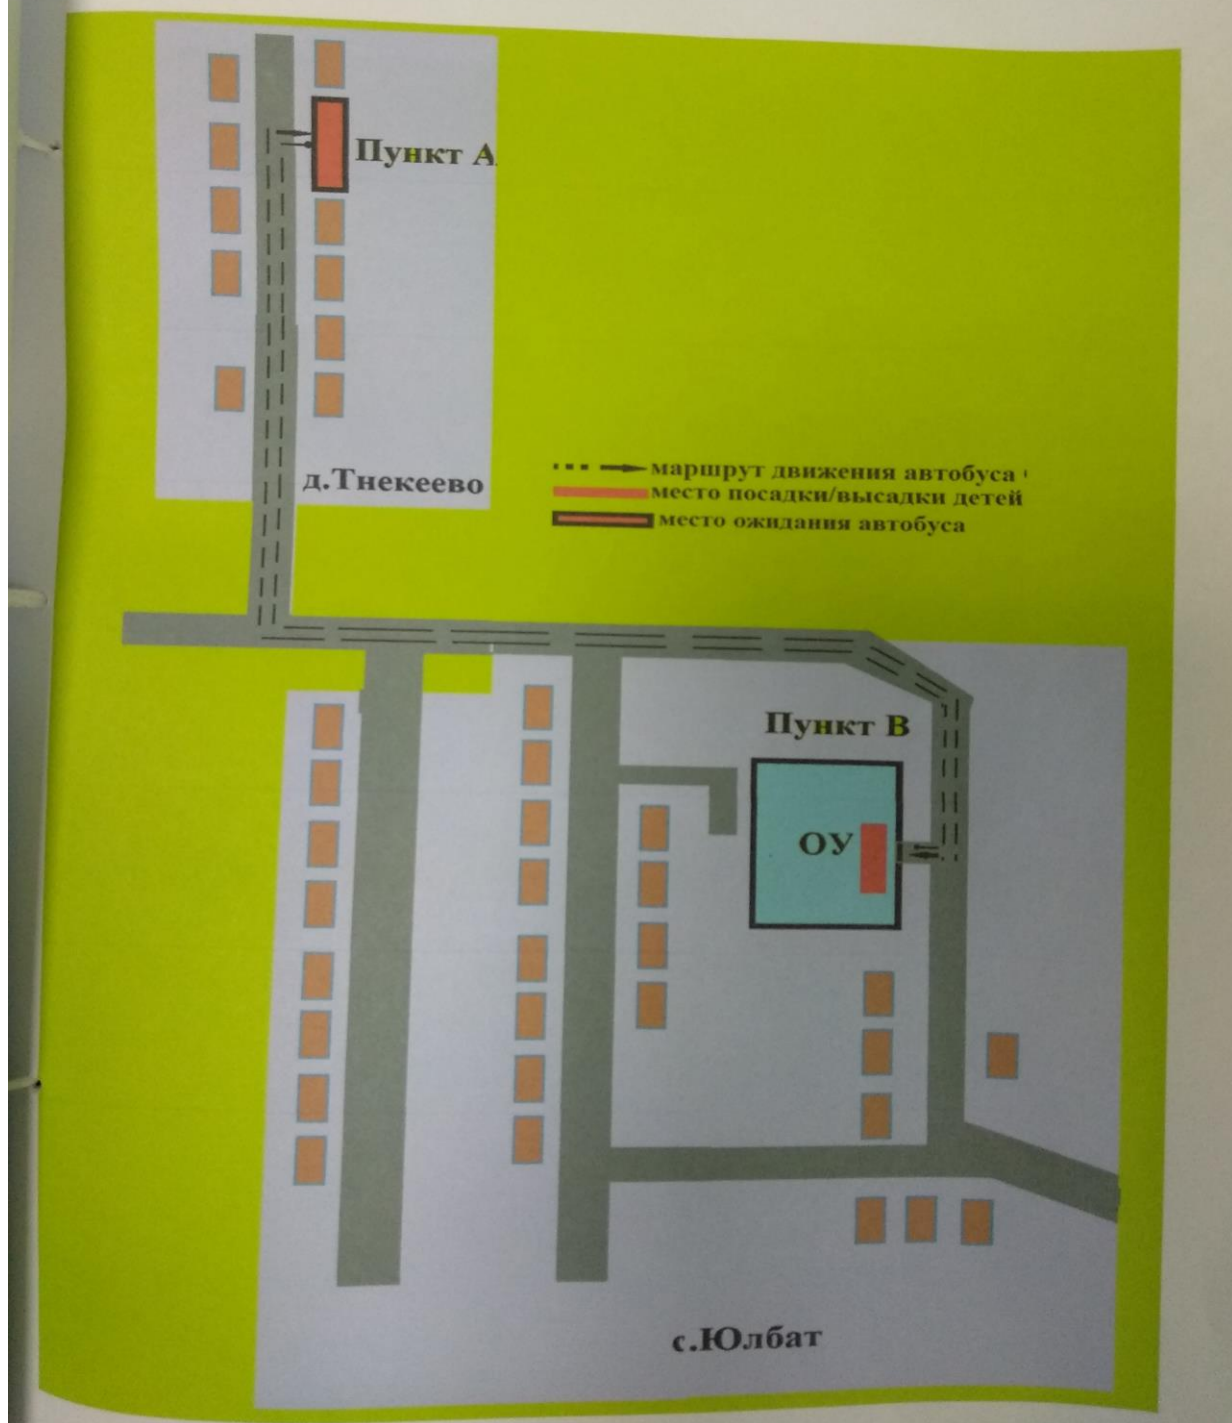 Пункт А
д.Тнекеево
маршрут движения автобуса
место посадки/высадки детей
место ожидания автобуса
Пункт В
ОУ
с.Юлбат